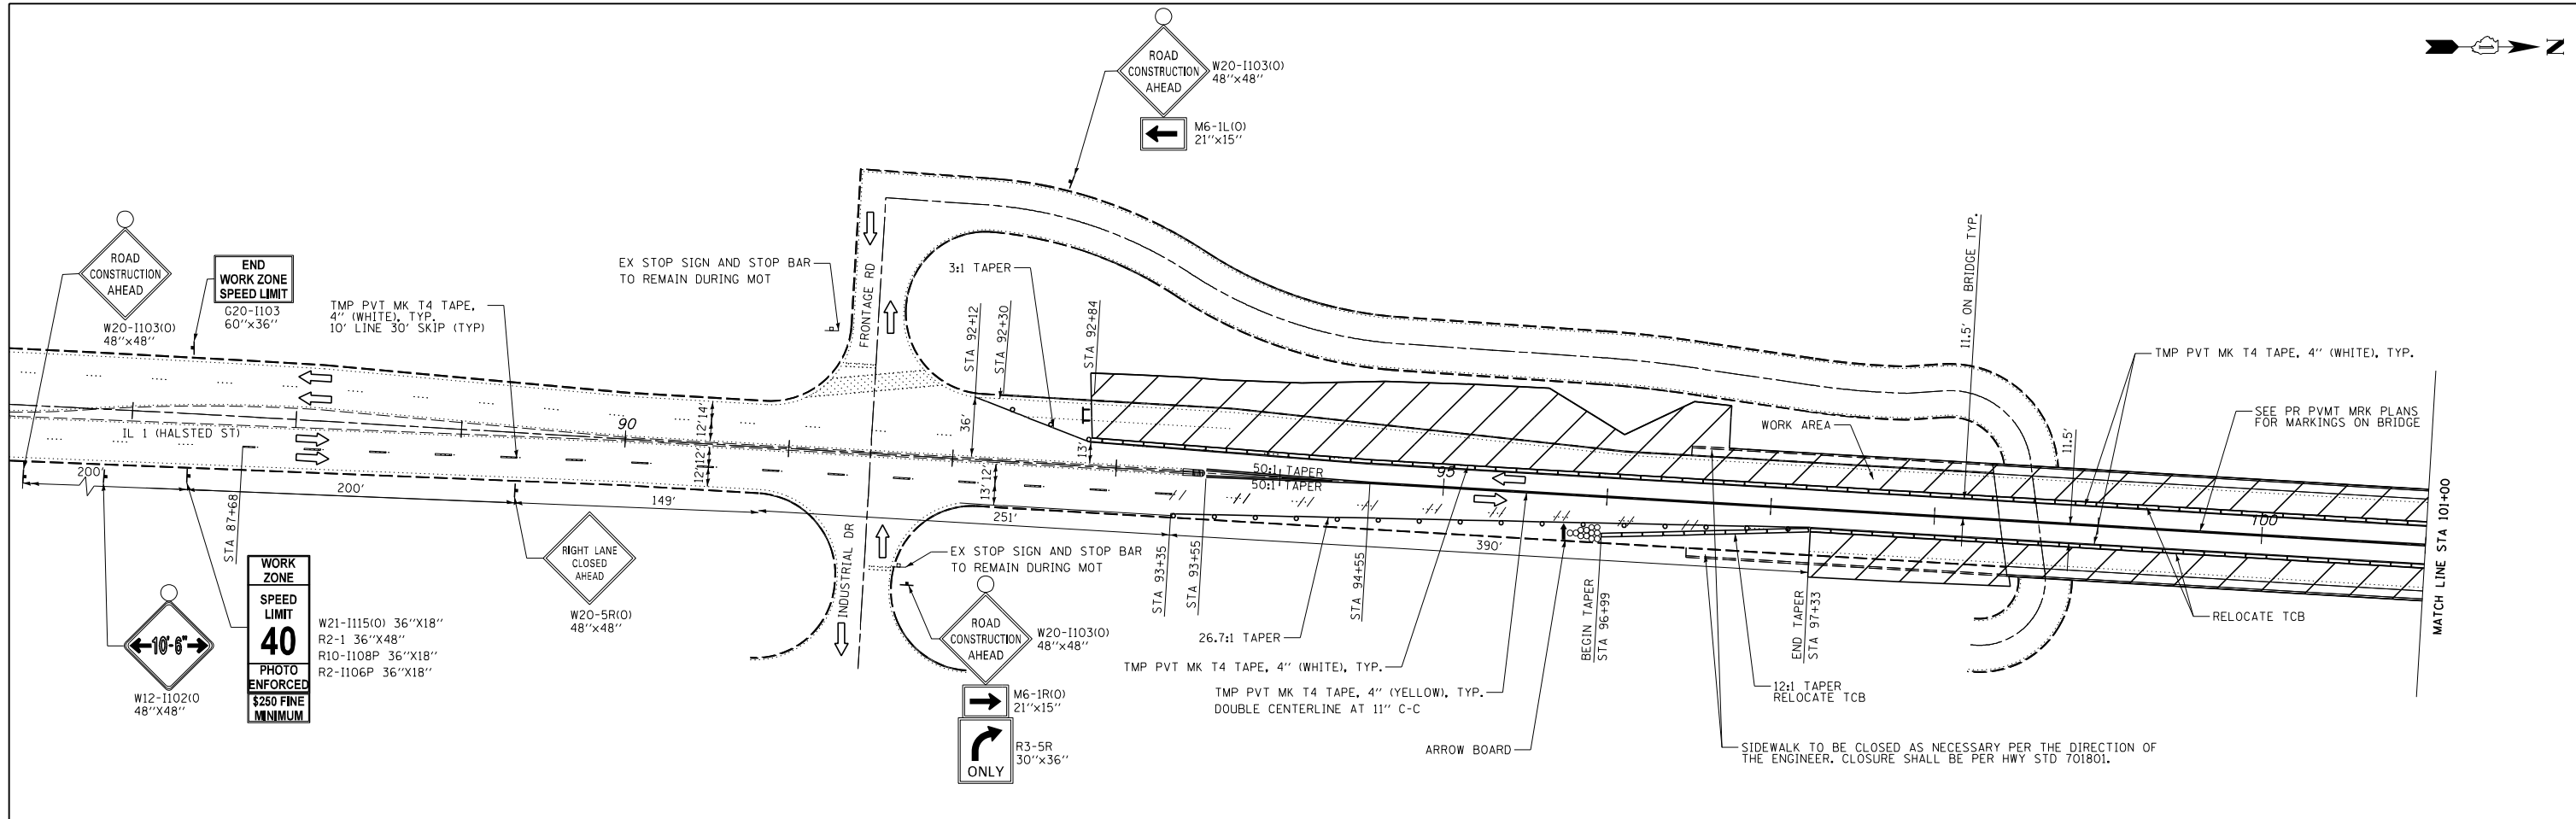 N
ROAD
CONSTRUCTION
AHEAD
W20-I103(O)
48''x48''
M6-1L(O)
21''x15''
ROAD
CONSTRUCTION
AHEAD
W20-I103(O)
48''x48''
END
WORK ZONE
SPEED LIMIT
G20-I103
60''x36''
TMP PVT MK T4 TAPE,
4'' (WHITE), TYP.
10' LINE 30' SKIP (TYP)
EX STOP SIGN AND STOP BAR
TO REMAIN DURING MOT
FRONTAGE RD
3:1 TAPER
STA 92+12
STA 92+30
STA 92+84
11.5' ON BRIDGE TYP.
TMP PVT MK T4 TAPE, 4'' (WHITE), TYP.
SEE PR PVMT MRK PLANS
FOR MARKINGS ON BRIDGE
WORK AREA
11.5'
IL 1 (HALSTED ST)
90
14'
12'
12'
12'
36'
13'
12'
13'
50:1 TAPER
50:1 TAPER
95
100
200'
200'
149'
251'
390'
STA 87+68
WORK
ZONE
SPEED
LIMIT
40
PHOTO
ENFORCED
$250 FINE
MINIMUM
W21-I115(O) 36''X18''
R2-1 36''X48''
R10-I108P 36''X18''
R2-I106P 36''X18''
10'-6"
W12-I102(O
48''X48''
RIGHT LANE
CLOSED
AHEAD
W20-5R(O)
48''x48''
INDUSTRIAL DR
EX STOP SIGN AND STOP BAR
TO REMAIN DURING MOT
ROAD
CONSTRUCTION
AHEAD
W20-I103(O)
48''x48''
M6-1R(O)
21''x15''
ONLY
R3-5R
30''x36''
STA 93+35
STA 93+55
STA 94+55
26.7:1 TAPER
TMP PVT MK T4 TAPE, 4'' (WHITE), TYP.
TMP PVT MK T4 TAPE, 4'' (YELLOW), TYP.
DOUBLE CENTERLINE AT 11'' C-C
ARROW BOARD
BEGIN TAPER
STA 96+99
END TAPER
STA 97+33
12:1 TAPER
RELOCATE TCB
SIDEWALK TO BE CLOSED AS NECESSARY PER THE DIRECTION OF
THE ENGINEER. CLOSURE SHALL BE PER HWY STD 701801.
RELOCATE TCB
MATCH LINE STA 101+00